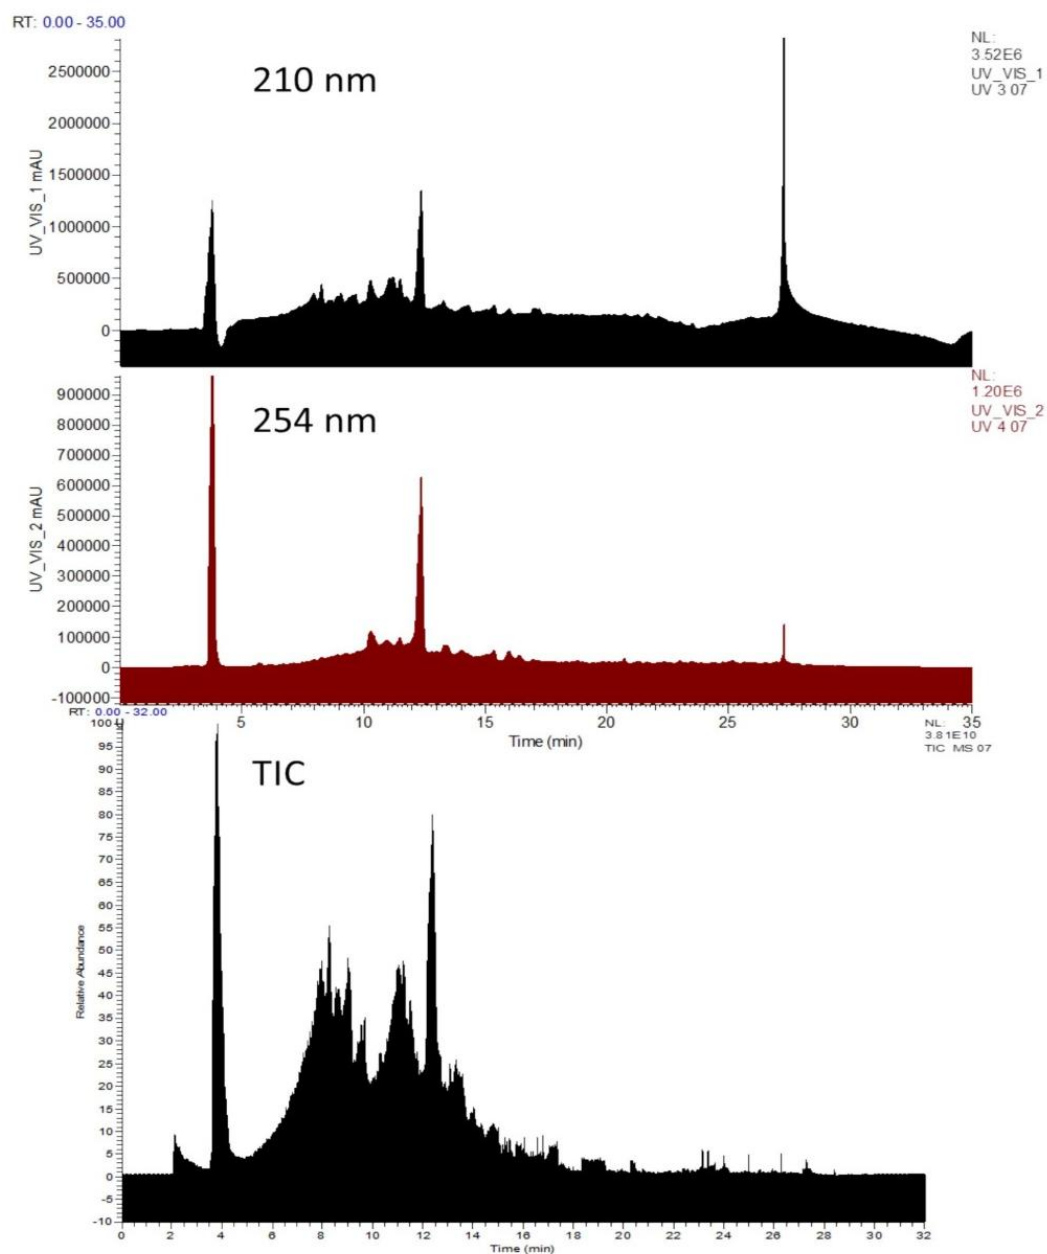 RT: 0.00 - 35.00
NL:
3.52E6
UV_VIS_1
UV 3 07
210 nm
UV_VIS_1 mAU
2500000
2000000
1500000
1000000
500000
0
NL:
1.20E6
UV_VIS_2
UV 4 07
254 nm
UV_VIS_2 mAU
900000
800000
700000
600000
500000
400000
300000
200000
100000
0
-100000
5 10 15 20 25 30 35
Time (min)
RT: 0.00 - 32.00
NL:
3.81E10
TIC MS 07
TIC
Relative Abundance
100
95
90
85
80
75
70
65
60
55
50
45
40
35
30
25
20
15
10
5
0
-5
-10
0 2 4 6 8 10 12 14 16 18 20 22 24 26 28 30 32
Time (min)